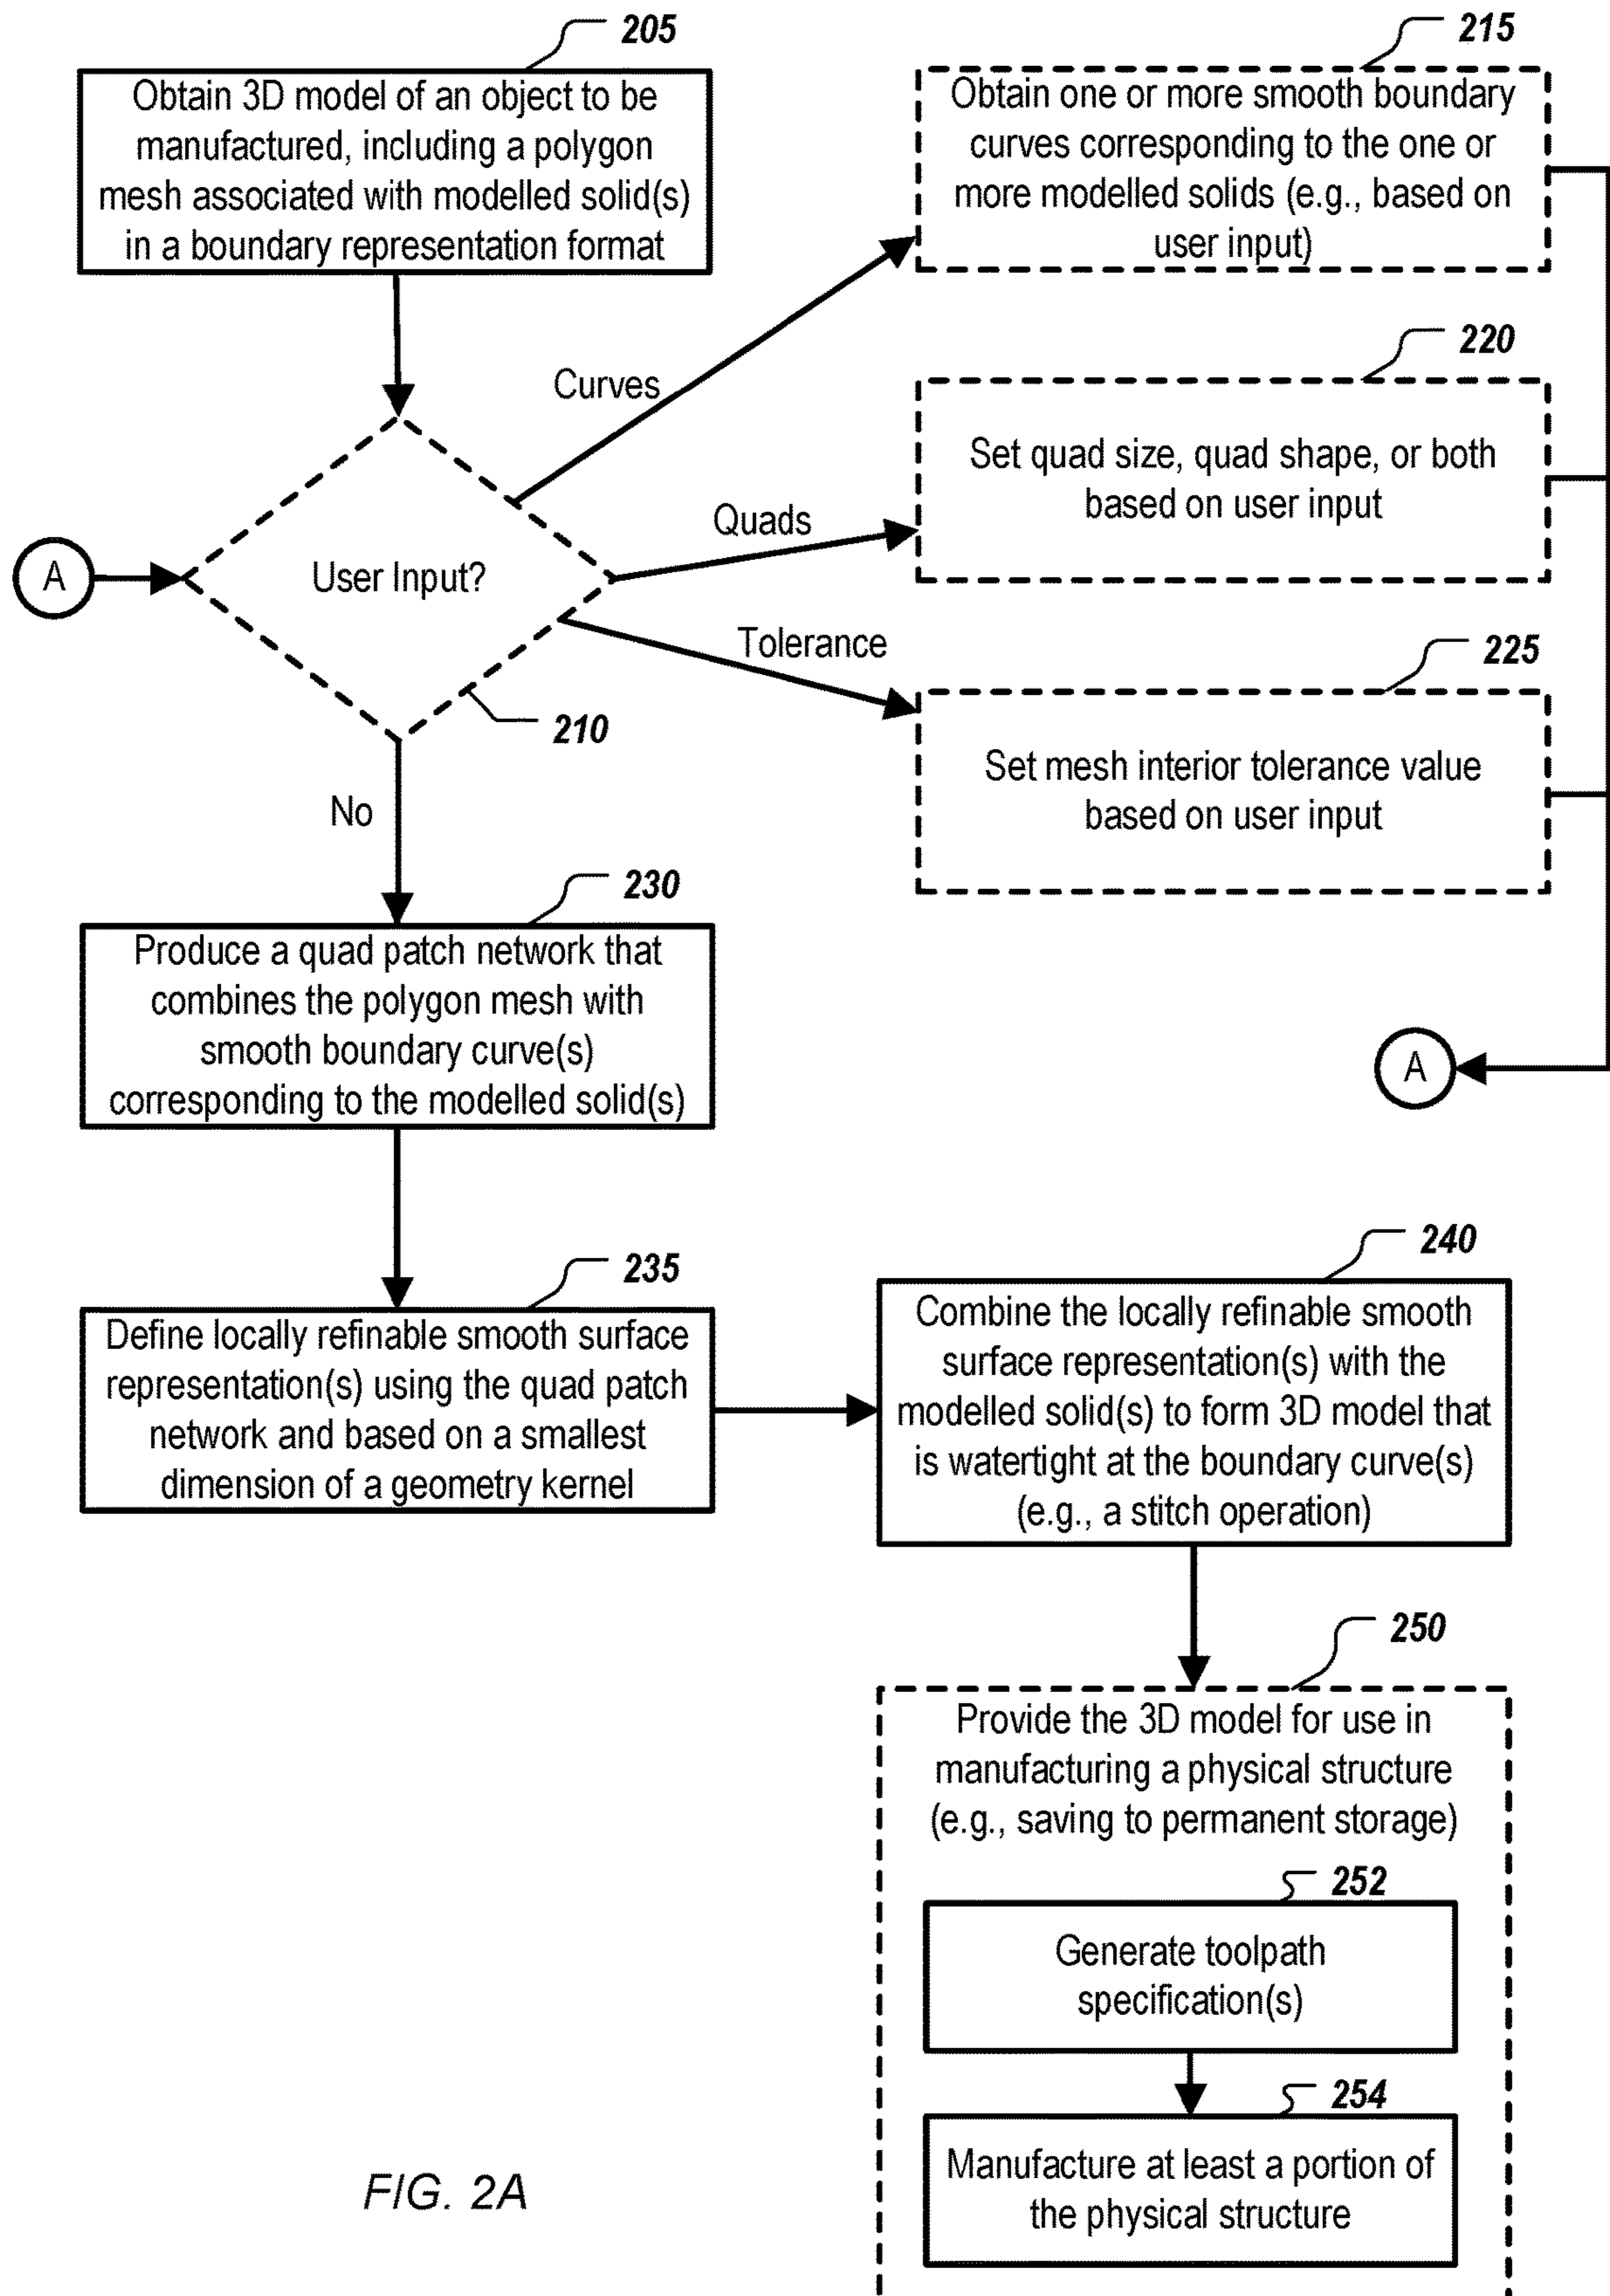 205
Obtain 3D model of an object to be
manufactured, including a polygon
mesh associated with modelled solid(s)
in a boundary representation format
215
Obtain one or more smooth boundary
curves corresponding to the one or
more modelled solids (e.g., based on
user input)
Curves
220
Set quad size, quad shape, or both
based on user input
Quads
A
User Input?
Tolerance
225
Set mesh interior tolerance value
based on user input
210
No
230
Produce a quad patch network that
combines the polygon mesh with
smooth boundary curve(s)
corresponding to the modelled solid(s)
A
235
Define locally refinable smooth surface
representation(s) using the quad patch
network and based on a smallest
dimension of a geometry kernel
240
Combine the locally refinable smooth
surface representation(s) with the
modelled solid(s) to form 3D model that
is watertight at the boundary curve(s)
(e.g., a stitch operation)
250
Provide the 3D model for use in
manufacturing a physical structure
(e.g., saving to permanent storage)
252
Generate toolpath
specification(s)
254
Manufacture at least a portion of
the physical structure
FIG. 2A